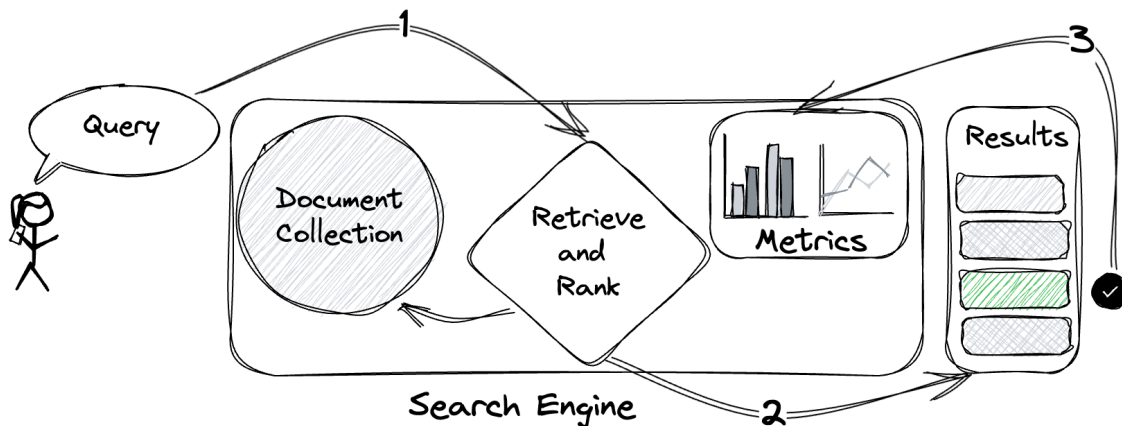 1
3
Query
Results
Document
Collection
Retrieve
and
Rank
Metrics
Search Engine
2